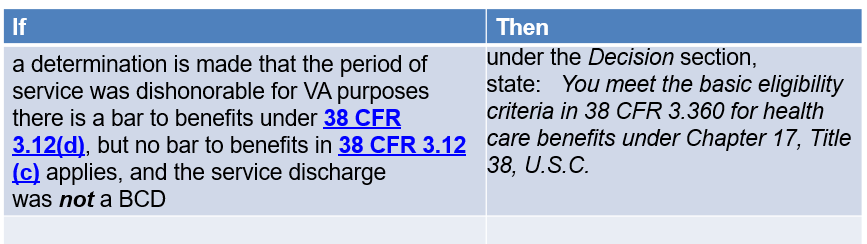 If
Then
a determination is made that the period of
service was dishonorable for VA purposes
there is a bar to benefits under 38 CFR
3.12(d), but no bar to benefits in 38 CFR 3.12
(c) applies, and the service discharge
was not a BCD
under the Decision section,
state: You meet the basic eligibility
criteria in 38 CFR 3.360 for health
care benefits under Chapter 17, Title
38, U.S.C.